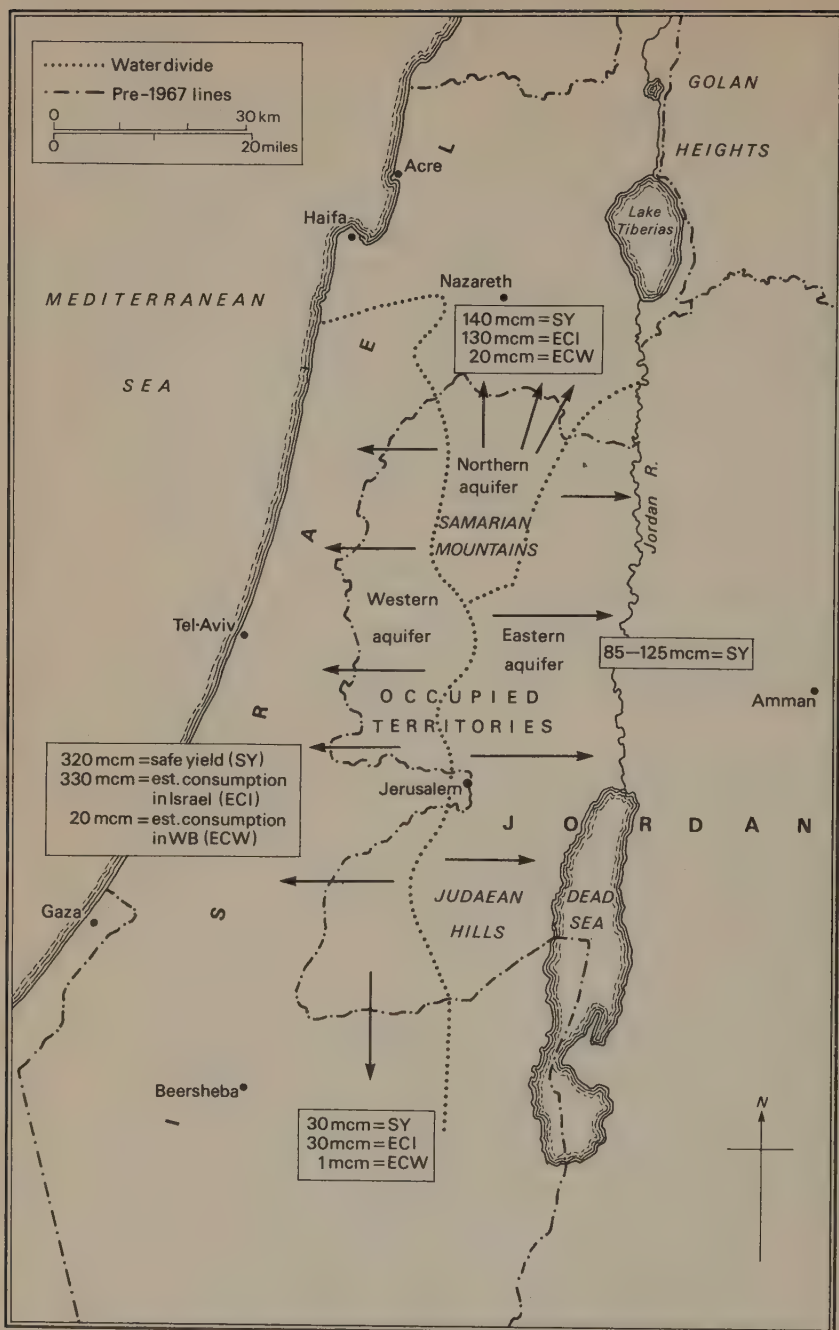 Water divide
Pre-1967 lines
0 30 km
0 20 miles
GOLAN
HEIGHTS
Acre
Haifa
Lake
Tiberias
Nazareth
MEDITERRANEAN
SEA
140 mcm = SY
130 mcm = ECI
20 mcm = ECW
Northern
aquifer
SAMARIAN
MOUNTAINS
Jordan R.
Western
aquifer
Tel-Aviv
Eastern
aquifer
85–125 mcm = SY
OCCUPIED
TERRITORIES
Amman
320 mcm = safe yield (SY)
330 mcm = est. consumption
in Israel (ECI)
20 mcm = est. consumption
in WB (ECW)
Jerusalem
JORDAN
JUDAEAN
HILLS
DEAD
SEA
Gaza
ISRAEL
Beersheba
30 mcm = SY
30 mcm = ECI
1 mcm = ECW
N